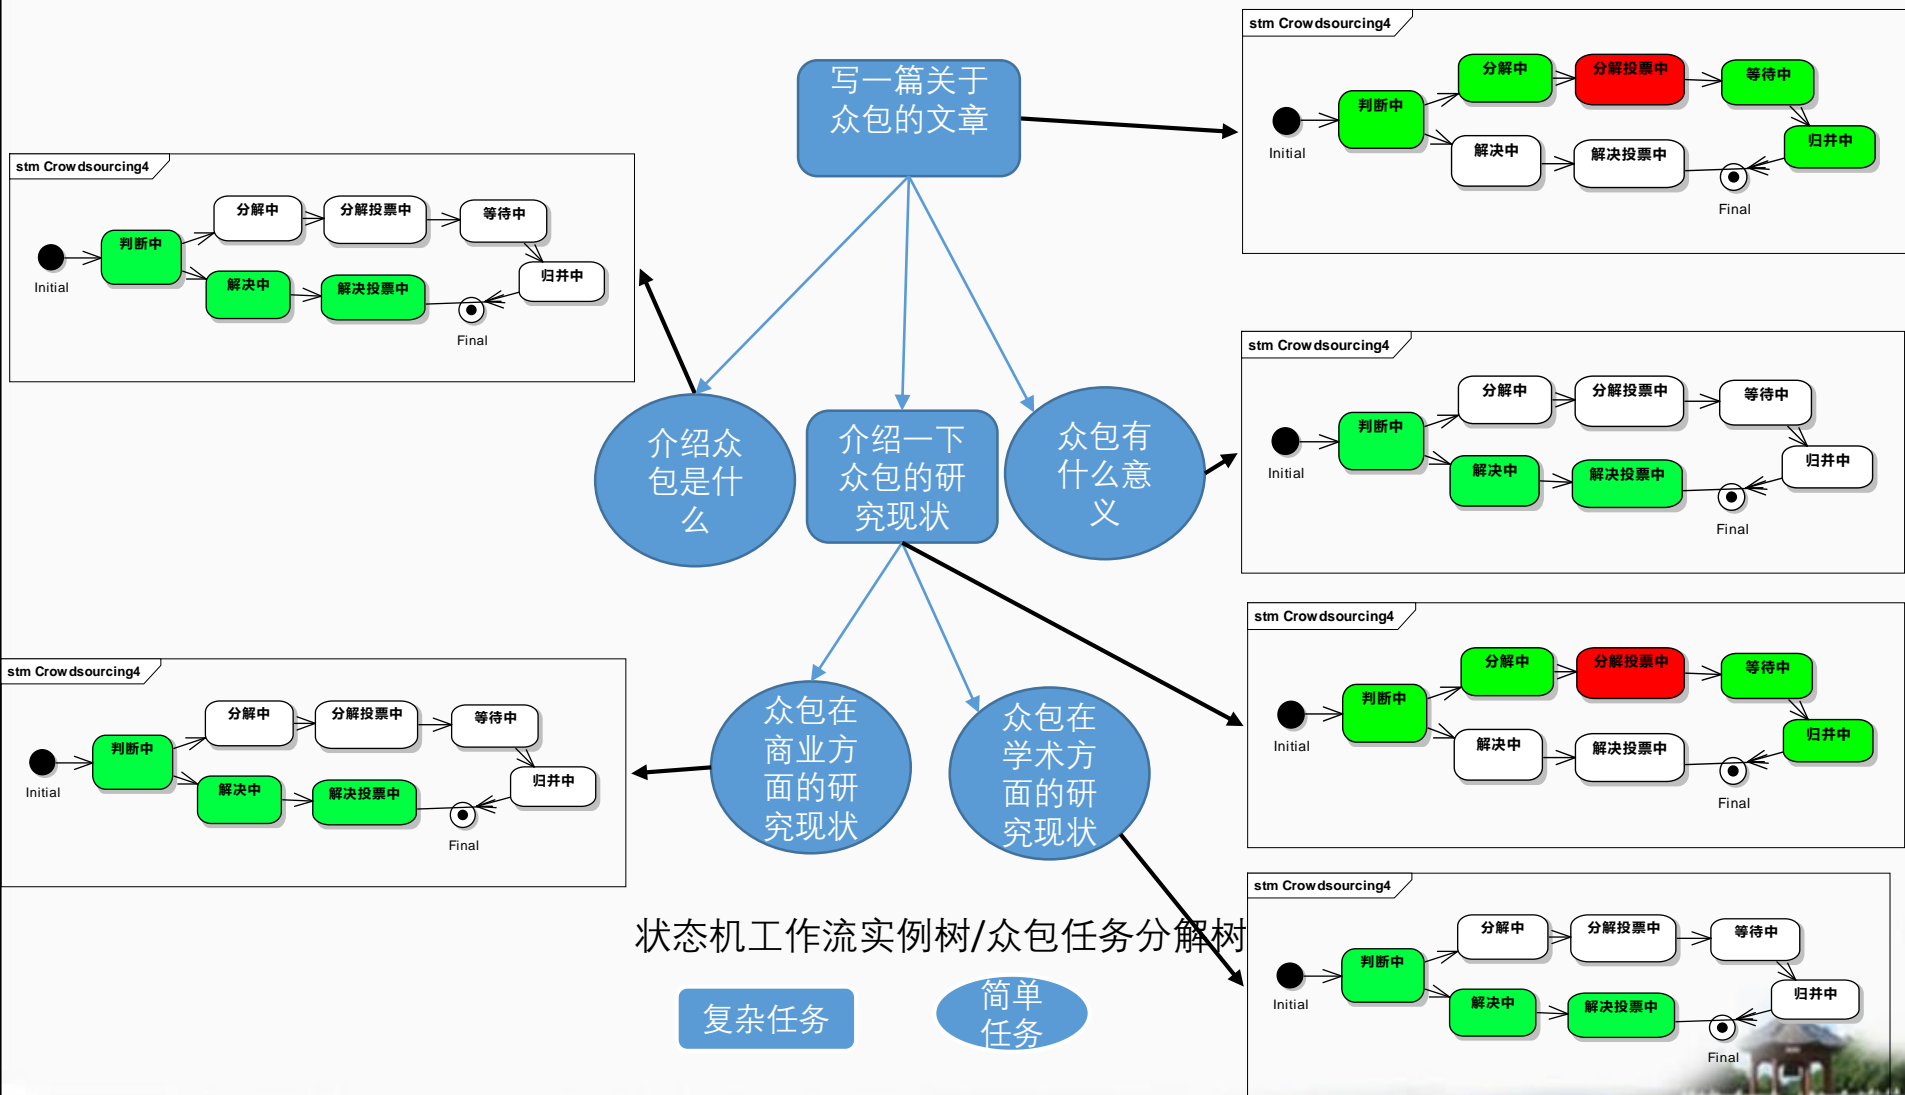 stm Crowdsourcing4
分解中
分解投票中
等待中
判断中
归并中
解决中
解决投票中
Initial
Final
写一篇关于
众包的文章
stm Crowdsourcing4
分解中
分解投票中
等待中
判断中
归并中
解决中
解决投票中
Initial
Final
stm Crowdsourcing4
分解中
分解投票中
等待中
判断中
归并中
解决中
解决投票中
Initial
Final
介绍众
包是什
么
介绍一下
众包的研
究现状
众包有
什么意
义
stm Crowdsourcing4
分解中
分解投票中
等待中
判断中
归并中
解决中
解决投票中
Initial
Final
stm Crowdsourcing4
分解中
分解投票中
等待中
判断中
归并中
解决中
解决投票中
Initial
Final
众包在
商业方
面的研
究现状
众包在
学术方
面的研
究现状
stm Crowdsourcing4
分解中
分解投票中
等待中
判断中
归并中
解决中
解决投票中
Initial
Final
状态机工作流实例树/众包任务分解树
复杂任务
简单
任务